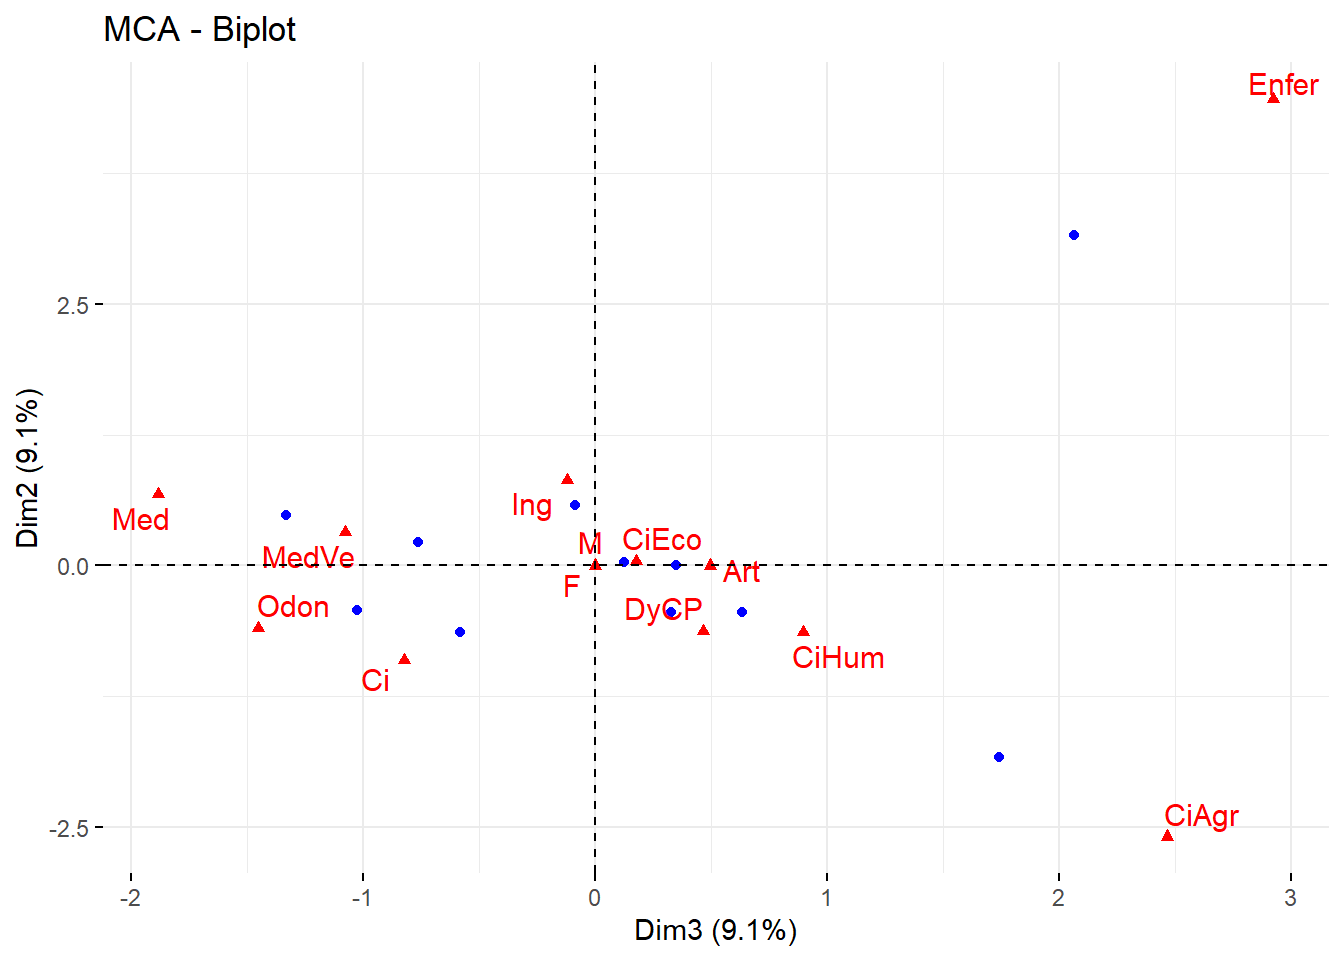 MCA - Biplot
Enfer
2.5
Dim2 (9.1%)
Med
Ing
M
CiEco
MedVe
0.0
Art
F
Odon
DyCP
CiHum
Ci
CiAgr
-2.5
-2
-1
0
1
2
3
Dim3 (9.1%)